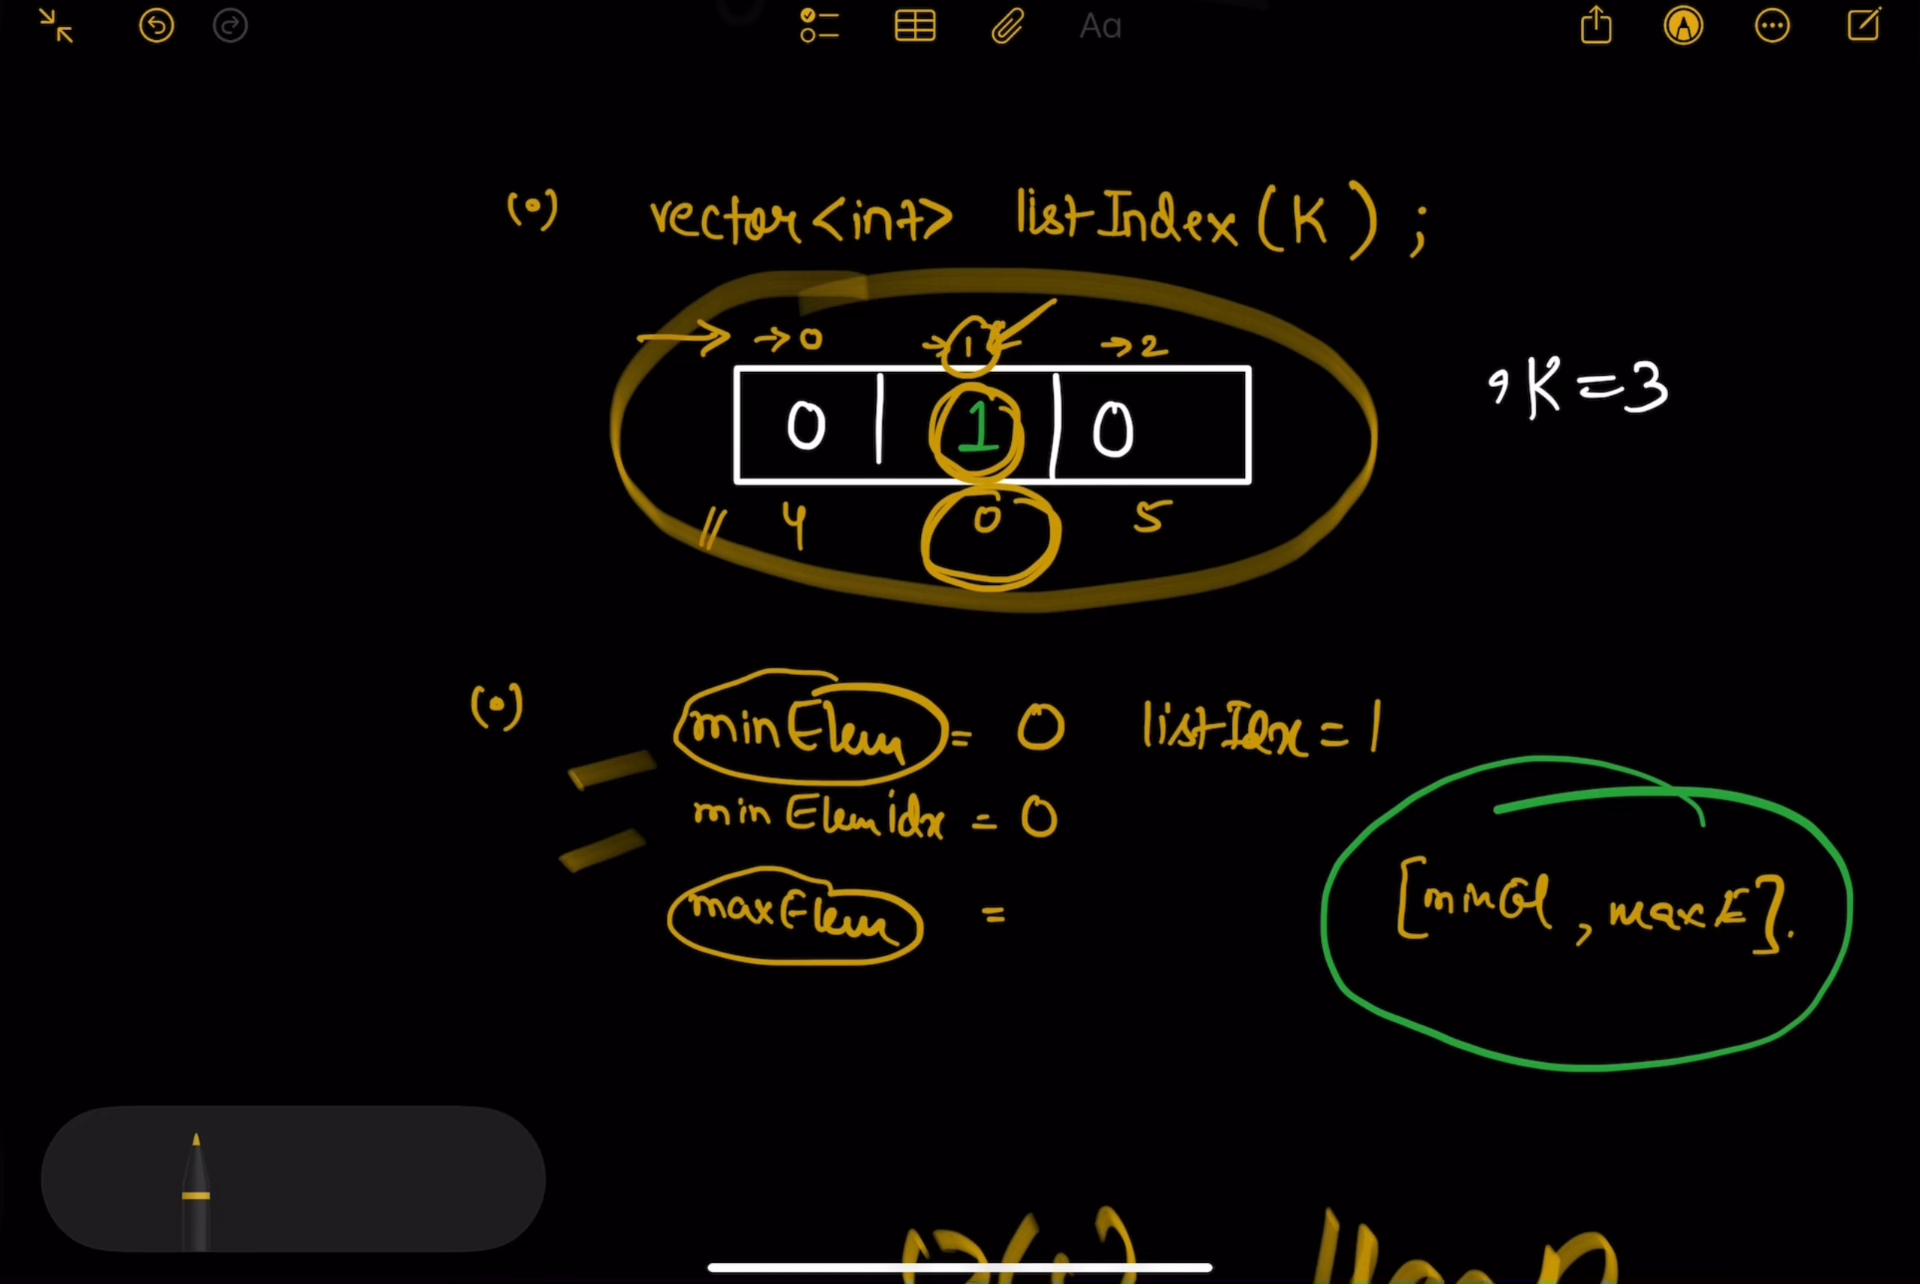 Aa
(•) vector<int> listIndex(K);
→ →0 →1← →2
0 | 1 | 0
, K=3
// 4 0 5
(•) minElem = 0 listIdx = 1
minElemidx = 0
maxElem =
[minEl, maxE].